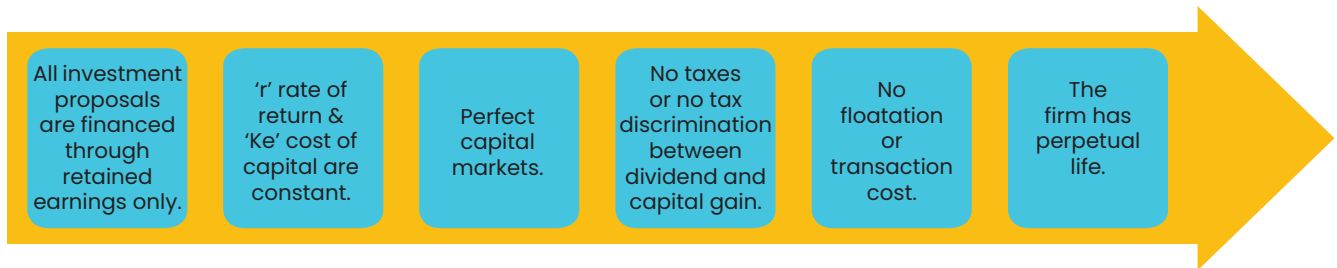 All investment
proposals
are financed
through
retained
earnings only.
‘r’ rate of
return &
‘Ke’ cost of
capital are
constant.
Perfect
capital
markets.
No taxes
or no tax
discrimination
between
dividend and
capital gain.
No
floatation
or
transaction
cost.
The
firm has
perpetual
life.